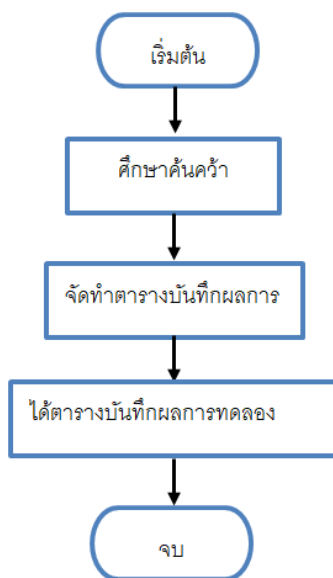 เริ่มต้น
ศึกษาค้นคว้า
จัดทำตารางบันทึกผลการ
ได้ตารางบันทึกผลการทดลอง
จบ